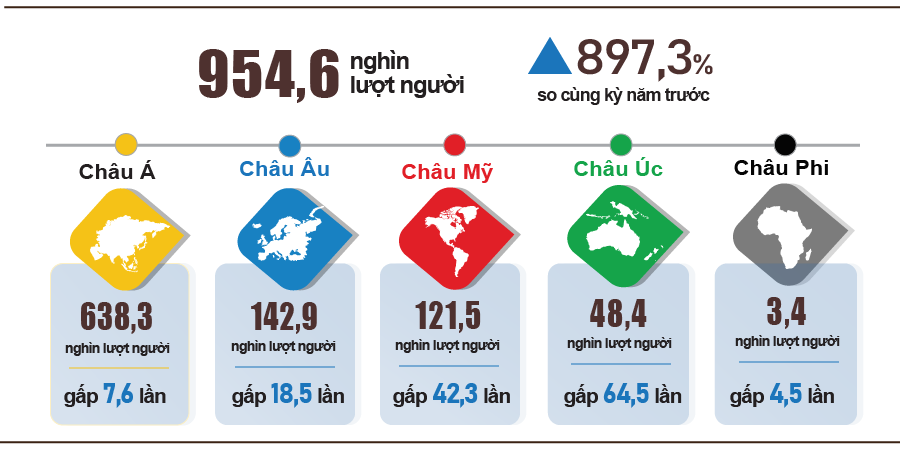 954,6 nghìn
lượt người
897,3%
so cùng kỳ năm trước
Châu Á
Châu Âu
Châu Mỹ
Châu Úc
Châu Phi
638,3
nghìn lượt người
gấp 7,6 lần
142,9
nghìn lượt người
gấp 18,5 lần
121,5
nghìn lượt người
gấp 42,3 lần
48,4
nghìn lượt người
gấp 64,5 lần
3,4
nghìn lượt người
gấp 4,5 lần